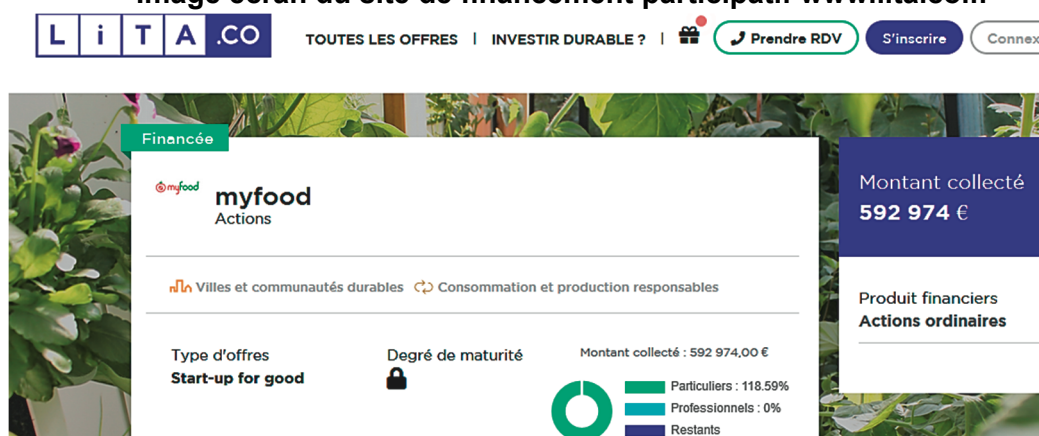 L i T A .CO
TOUTES LES OFFRES | INVESTIR DURABLE ? | Prendre RDV S'inscrire
Financée
myfood
myfood
Actions
Montant collecté
592 974 €
Villes et communautés durables Consommation et production responsables
Produit financiers
Actions ordinaires
Type d'offres
Start-up for good
Degré de maturité
Montant collecté : 592 974,00 €
Particuliers : 118.59%
Professionnels : 0%
Restants